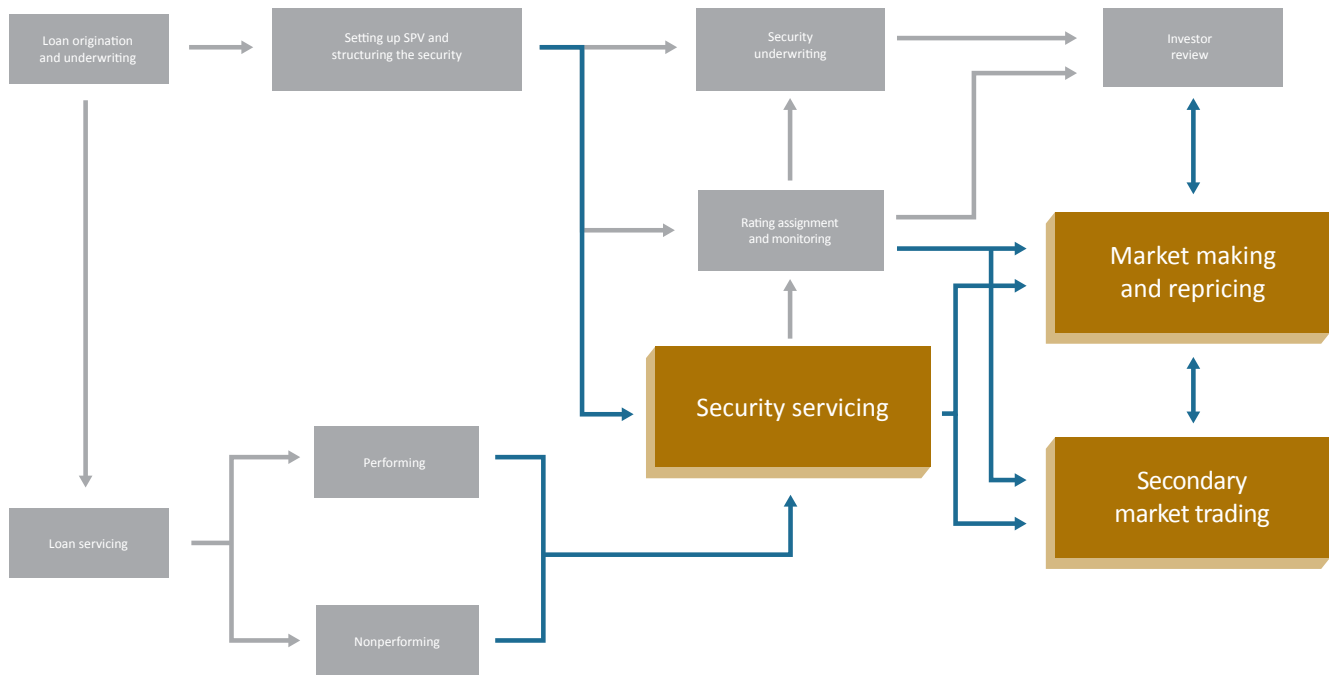 Loan origination
and underwriting
Setting up SPV and
structuring the security
Security
underwriting
Investor
review
Rating assignment
and monitoring
Market making
and repricing
Security servicing
Performing
Secondary
market trading
Loan servicing
Nonperforming